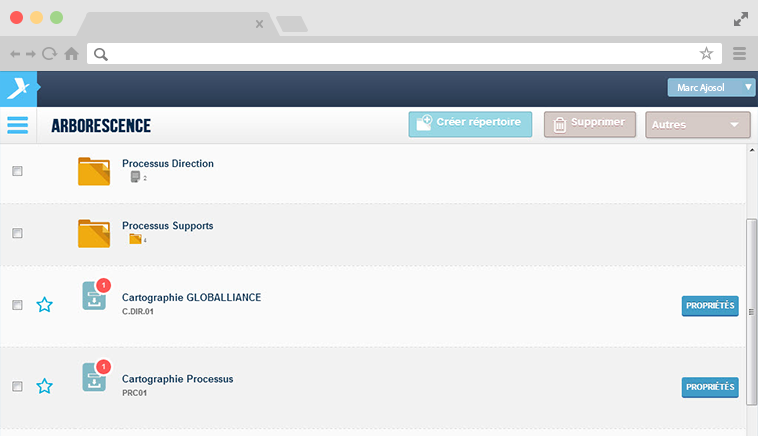 Marc Ajosol
ARBORESCENCE
Créer répertoire
Supprimer
Autres
Processus Direction
2
Processus Supports
4
1
Cartographie GLOBALLIANCE
C.DIR.01
PROPRIÉTÉS
1
Cartographie Processus
PRC01
PROPRIÉTÉS